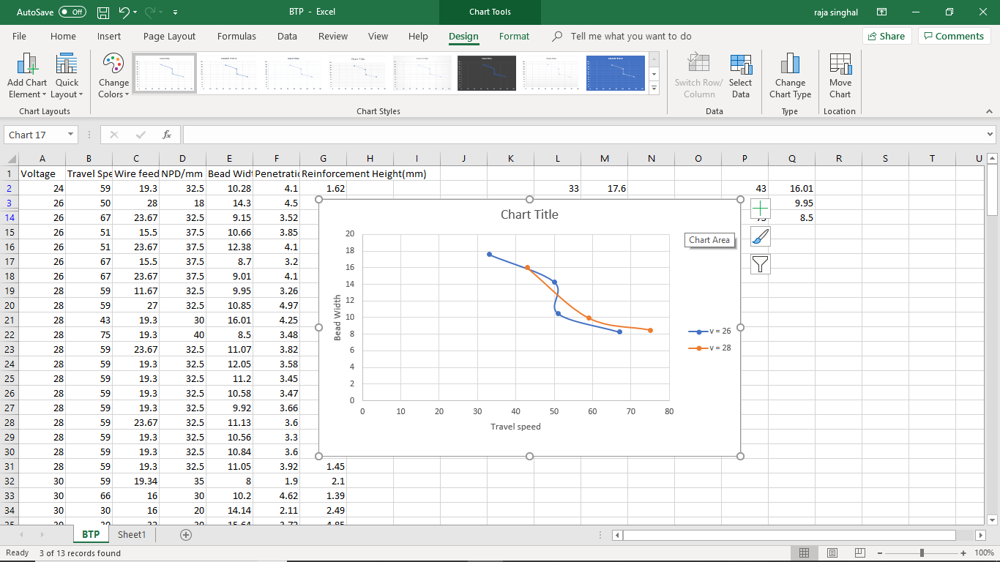 AutoSave Off BTP - Excel Chart Tools raja singhal
File Home Insert Page Layout Formulas Data Review View Help Design Format Tell me what you want to do Share Comments
Add Chart Element Quick Layout Change Colors Switch Row/ Column Select Data Change Chart Type Move Chart
Chart Layouts Chart Styles Data Type Location
Chart 17 fx
A B C D E F G H I J K L M N O P Q R S T U
1 Voltage Travel Spe Wire feed NPD/mm Bead Widt Penetratio Reinforcement Height(mm)
2 24 59 19.3 32.5 10.28 4.1 1.62 33 17.6 43 16.01
3 26 50 28 18 14.3 4.5 9.95
14 26 67 23.67 32.5 9.15 3.52 8.5
15 26 51 15.5 37.5 10.66 3.85
16 26 51 23.67 37.5 12.38 4.1
17 26 67 15.5 37.5 8.7 3.2
18 26 67 23.67 37.5 9.01 4.1
19 28 59 11.67 32.5 9.95 3.26
20 28 59 27 32.5 10.85 4.97
21 28 43 19.3 30 16.01 4.25
22 28 75 19.3 40 8.5 3.48
23 28 59 23.67 32.5 11.07 3.82
24 28 59 19.3 32.5 12.05 3.58
25 28 59 19.3 32.5 11.2 3.45
26 28 59 19.3 32.5 10.58 3.47
27 28 59 19.3 32.5 9.92 3.66
28 28 59 23.67 32.5 11.13 3.6
29 28 59 19.3 32.5 10.56 3.3
30 28 59 19.3 32.5 10.84 3.6
31 28 59 19.3 32.5 11.05 3.92 1.45
32 30 59 19.34 35 8 1.9 2.1
33 30 66 16 30 10.2 4.62 1.39
34 30 30 16 20 14.14 2.11 2.49
Chart Title
Chart Area
20
18
16
14
12
10
8
6
4
2
0
Bead Width
0 10 20 30 40 50 60 70 80
Travel speed
v = 26
v = 28
BTP Sheet1
Ready 3 of 13 records found 100%